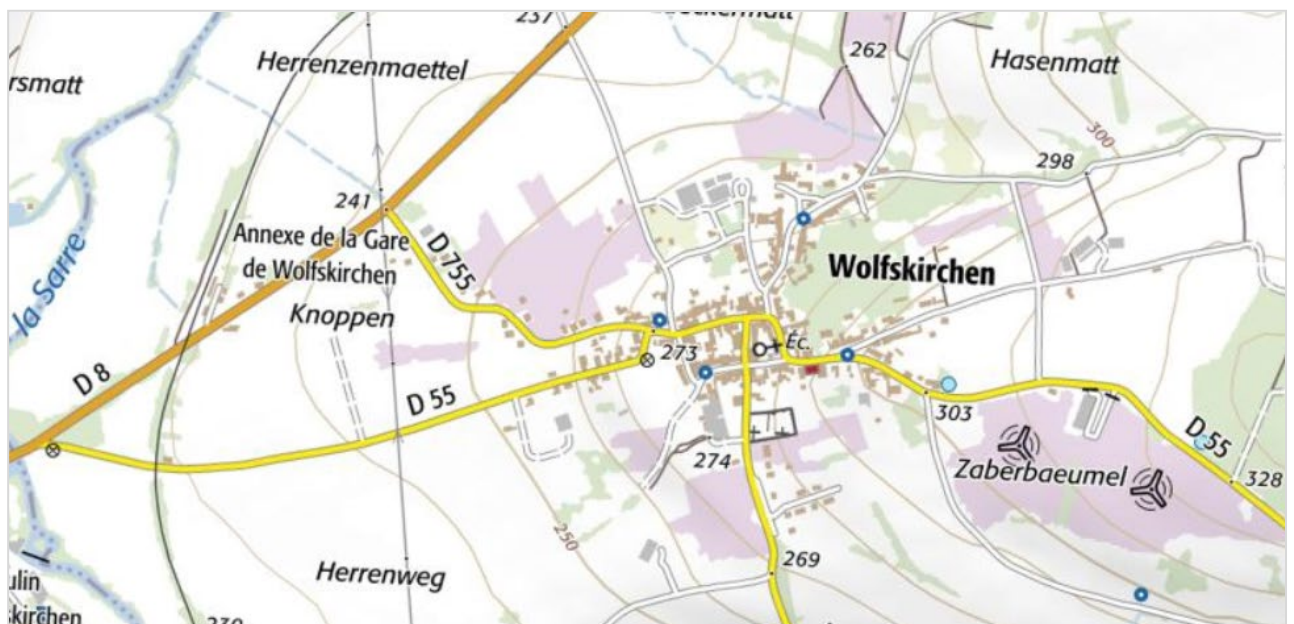 237
262
Herrenzenmaettel
Hasenmatt
rsmatt
300
298
241
Annexe de la Gare
de Wolfskirchen
D 755
Wolfskirchen
la Sarre
Knoppen
273
Éc.
D 8
D 55
303
D 55
274
Zaberbaeumel
328
250
269
Herrenweg
ulin
skirchen